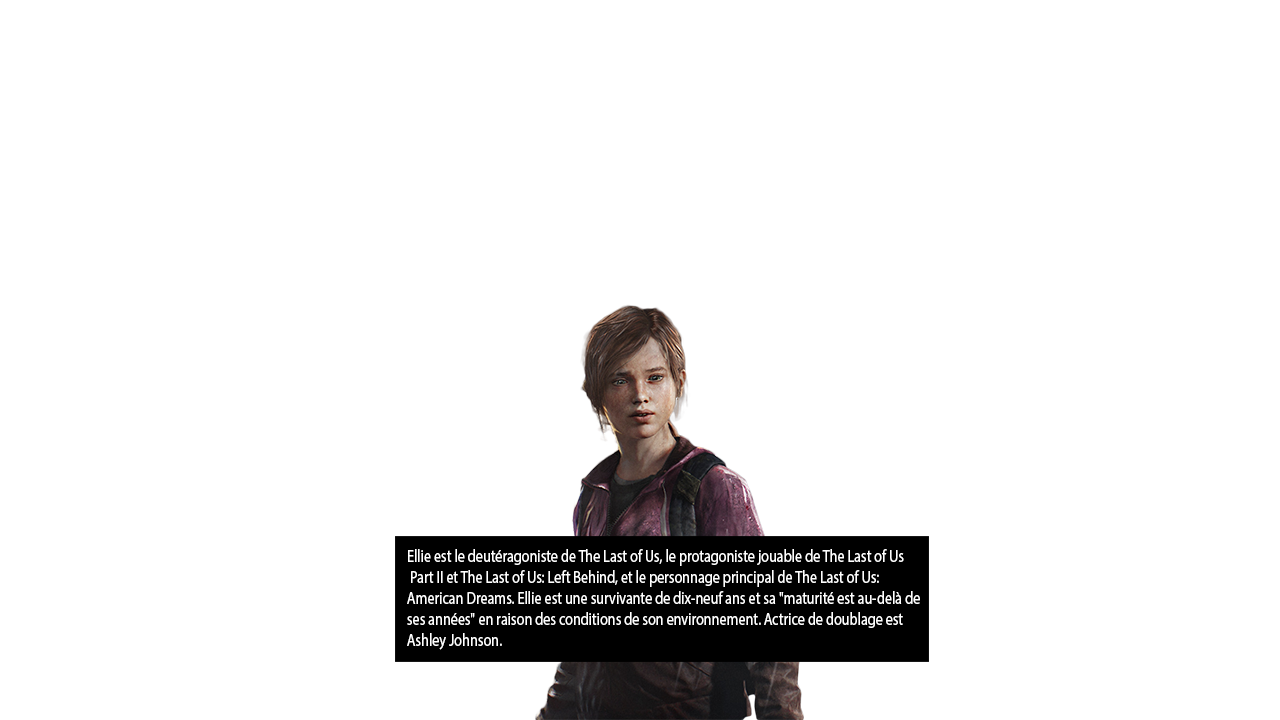 Ellie est le deutéragoniste de The Last of Us, le protagoniste jouable de The Last of Us
Part II et The Last of Us: Left Behind, et le personnage principal de The Last of Us:
American Dreams. Ellie est une survivante de dix-neuf ans et sa "maturité est au-delà de
ses années" en raison des conditions de son environnement. Actrice de doublage est
Ashley Johnson.